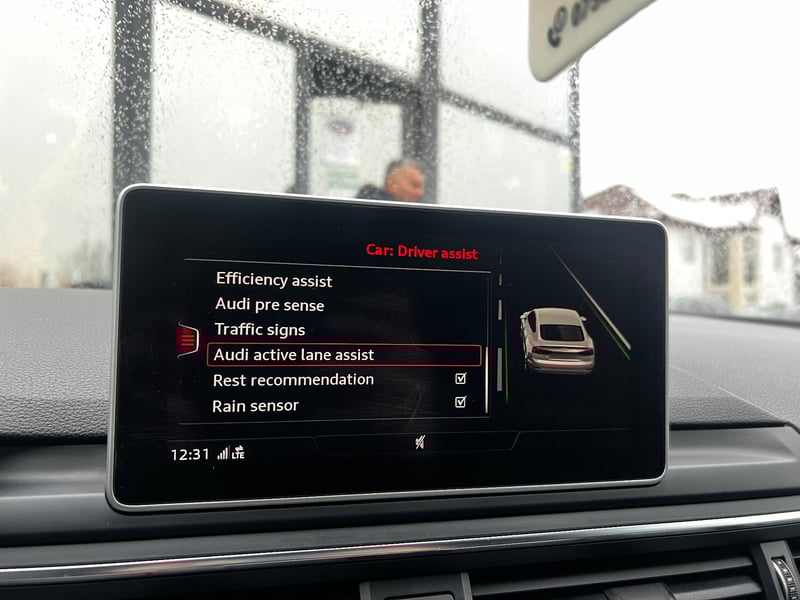 Car: Driver assist
Efficiency assist
Audi pre sense
Traffic signs
Audi active lane assist
Rest recommendation
Rain sensor
12:31 LTE